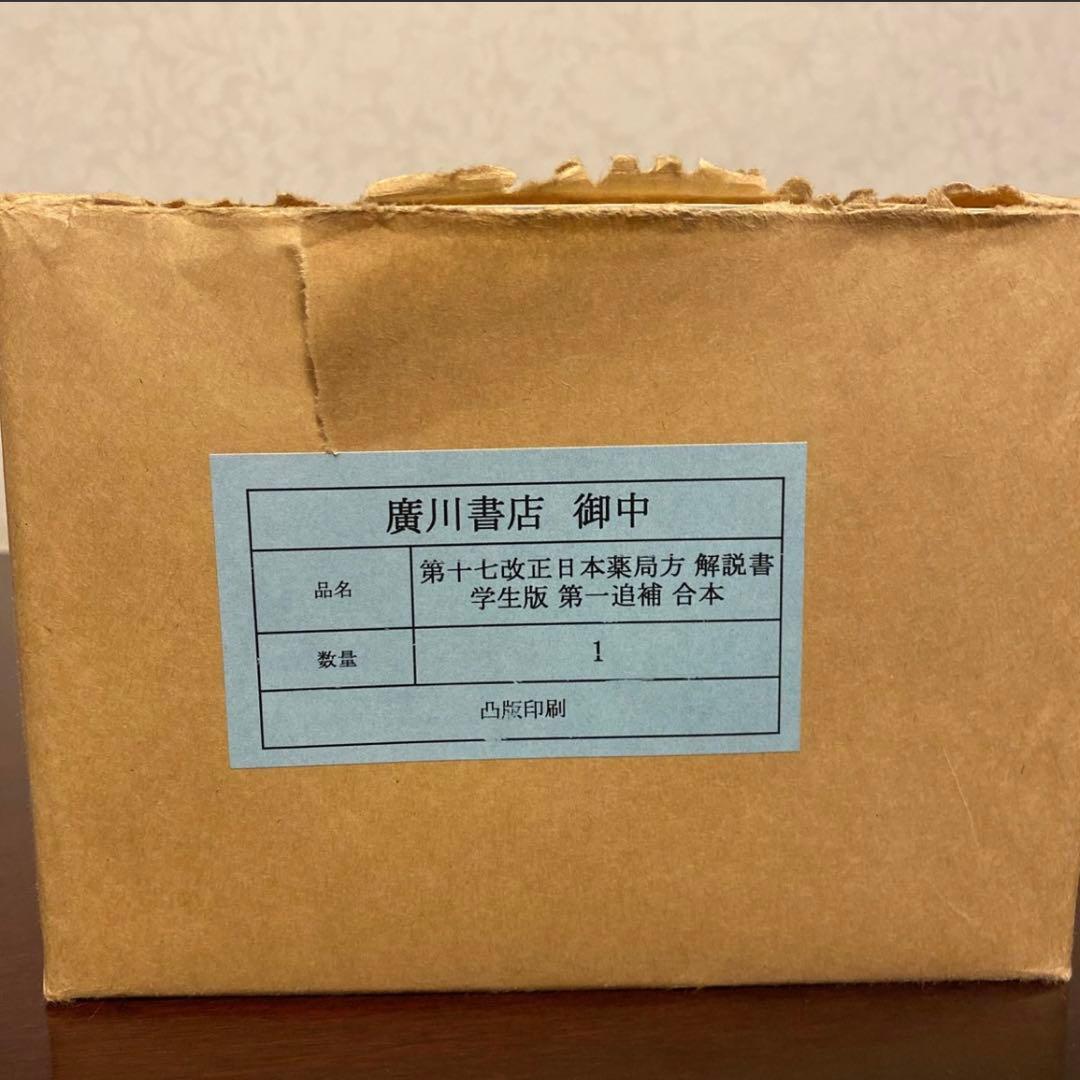 廣川書店 御中
品名
第十七改正日本薬局方 解説書
学生版 第一追補 合本
数量
1
凸版印刷